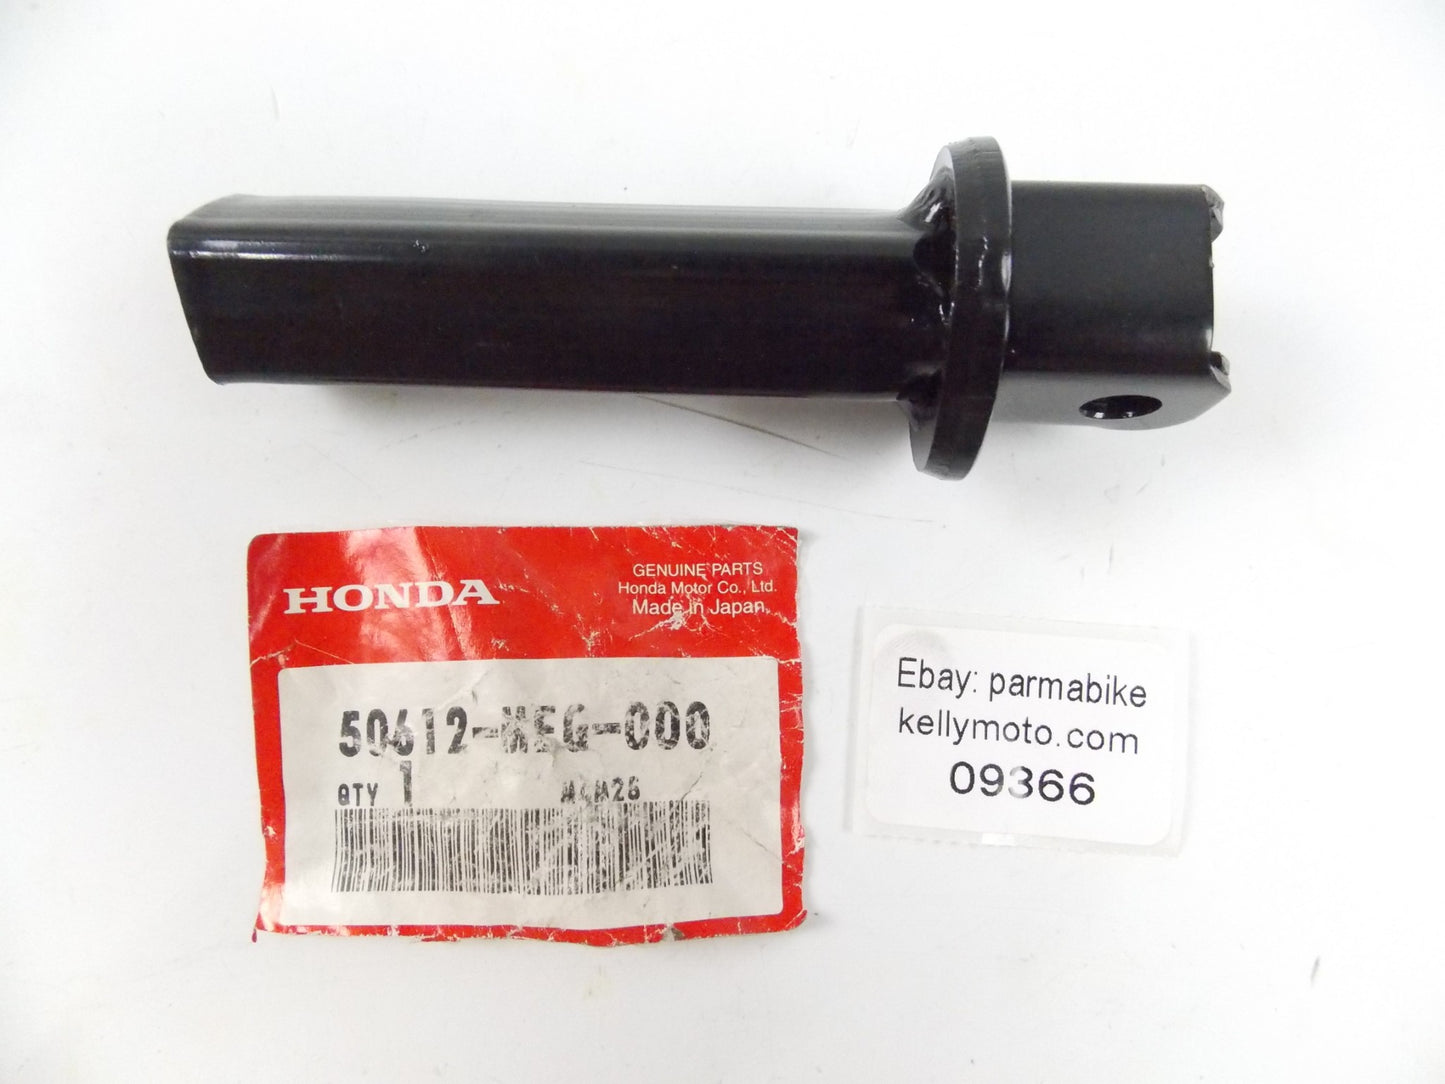 HONDA
GENUINE PARTS
Honda Motor Co., Ltd.
Made in Japan.
50612-MFG-000
QTY 1
Ebay: parmabike
kellymoto.com
09366